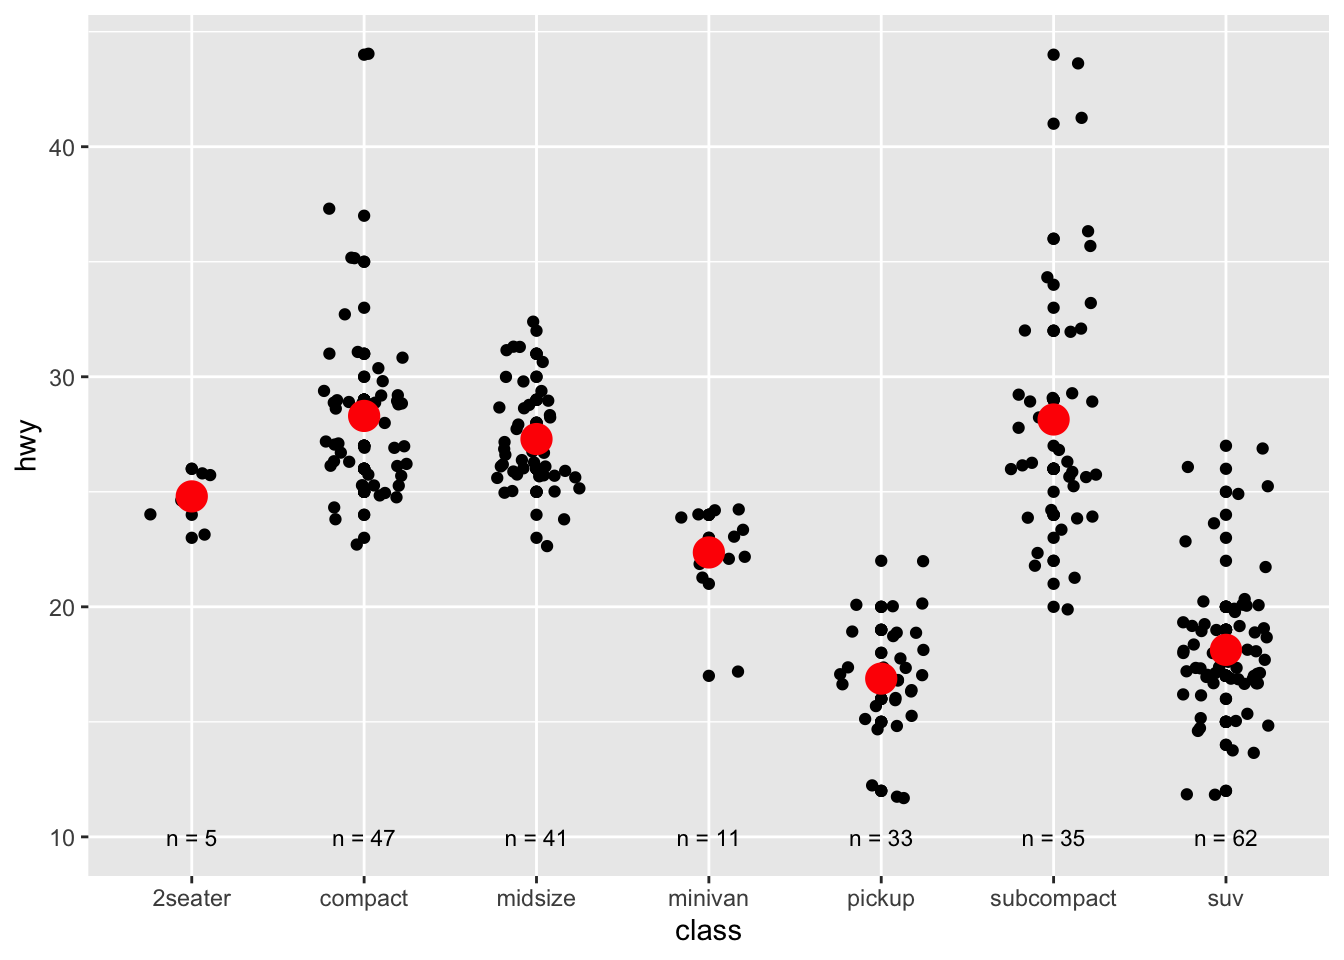 hwy
40
30
20
10
n = 5 n = 47 n = 41 n = 11 n = 33 n = 35 n = 62
2seater compact midsize minivan pickup subcompact suv
class